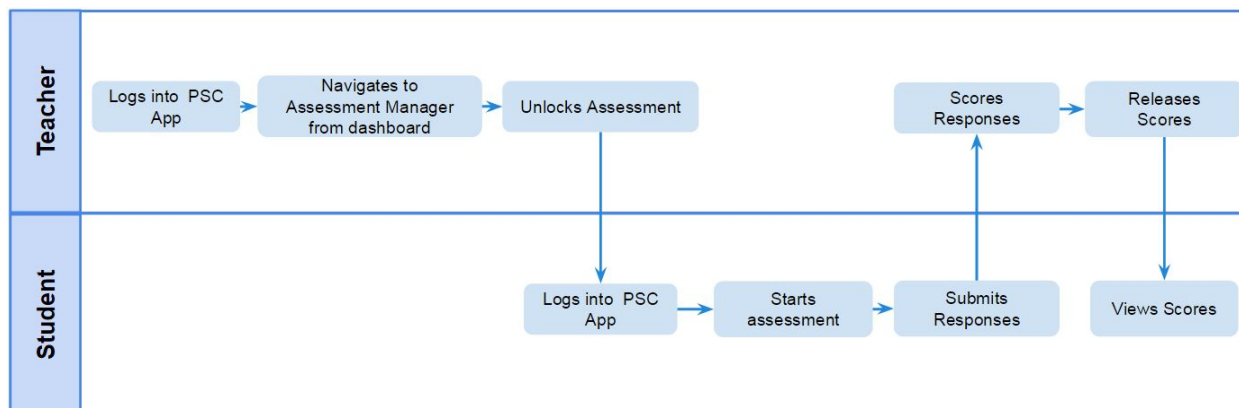 Teacher
Logs into PSC
App
Navigates to
Assessment Manager
from dashboard
Unlocks Assessment
Scores
Responses
Releases
Scores
Student
Logs into PSC
App
Starts
assessment
Submits
Responses
Views Scores